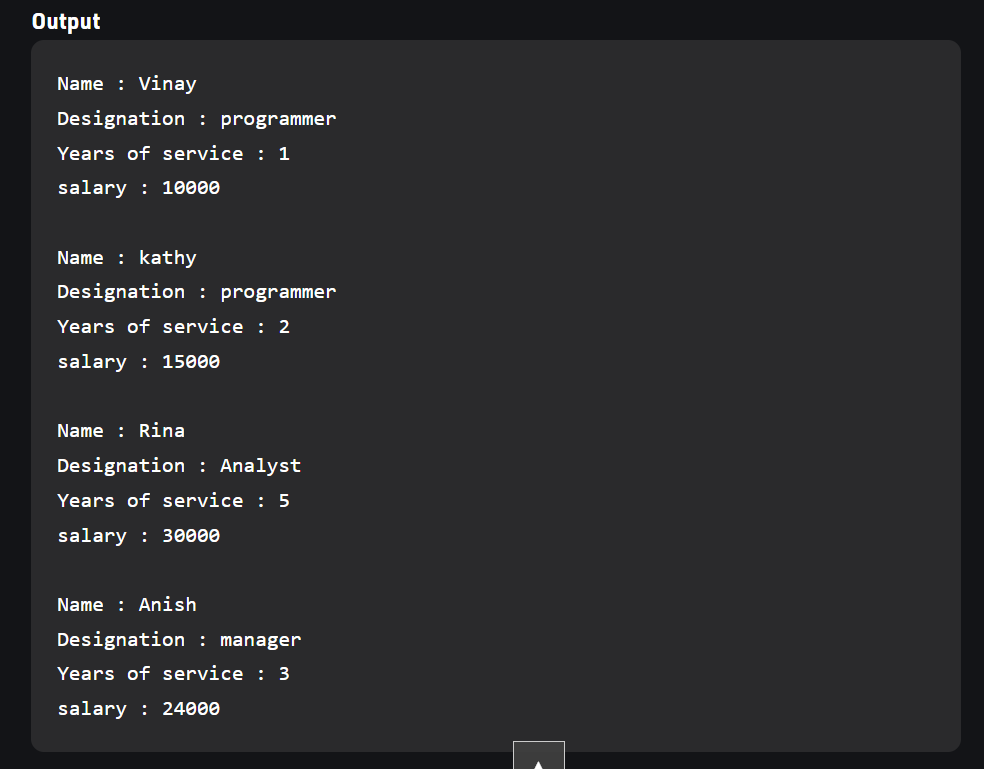 Output
Name : Vinay
Designation : programmer
Years of service : 1
salary : 10000
Name : kathy
Designation : programmer
Years of service : 2
salary : 15000
Name : Rina
Designation : Analyst
Years of service : 5
salary : 30000
Name : Anish
Designation : manager
Years of service : 3
salary : 24000